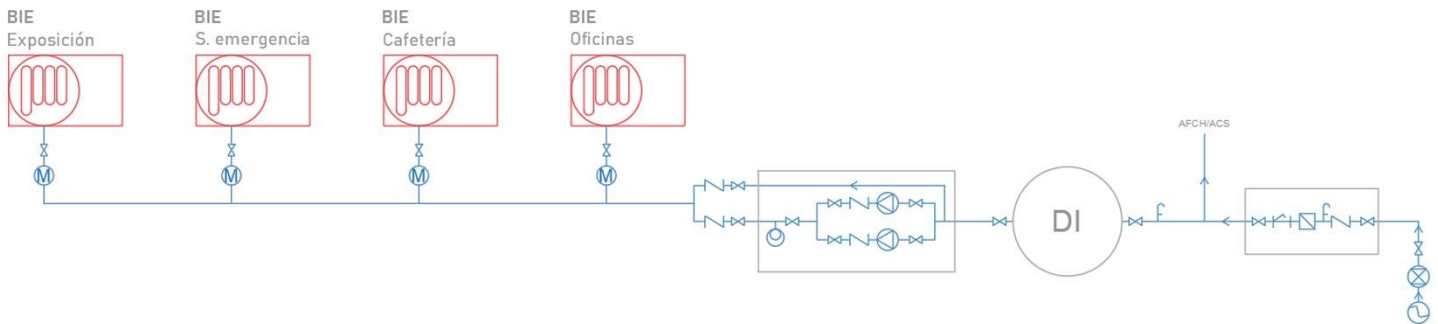 BIE
Exposición
BIE
S. emergencia
BIE
Cafetería
BIE
Oficinas
M
M
M
M
AFCH/ACS
DI